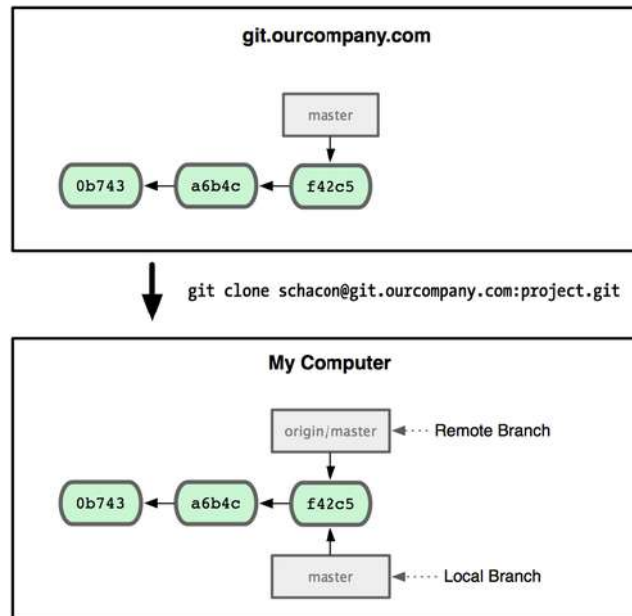 git.ourcompany.com
master
0b743 a6b4c f42c5
git clone schacon@git.ourcompany.com:project.git
My Computer
origin/master Remote Branch
0b743 a6b4c f42c5
master Local Branch